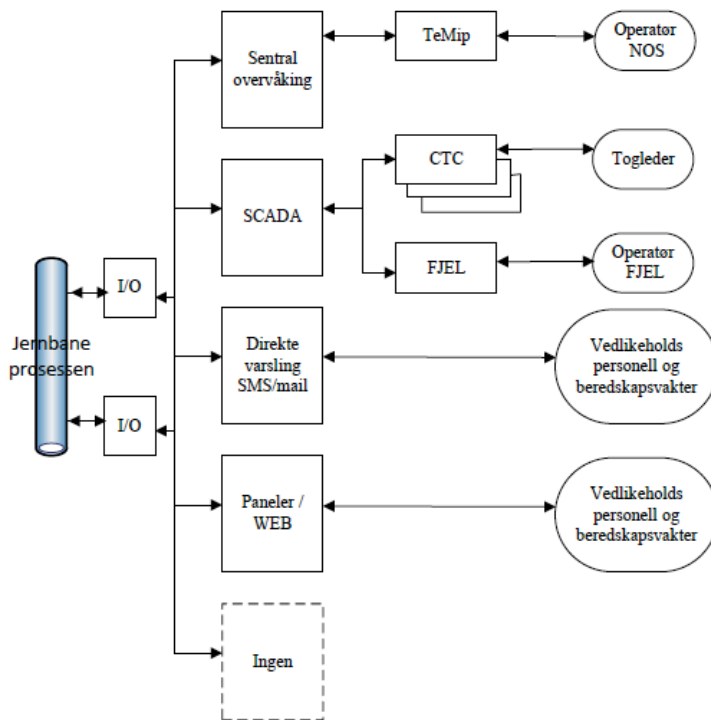 Sentral
overvåking
TeMip
Operatør
NOS
SCADA
CTC
Togleder
FJEL
Operatør
FJEL
Jernbane
prosessen
I/O
I/O
Direkte
varsling
SMS/mail
Vedlikeholds
personell og
beredskapsvakter
Paneler /
WEB
Vedlikeholds
personell og
beredskapsvakter
Ingen